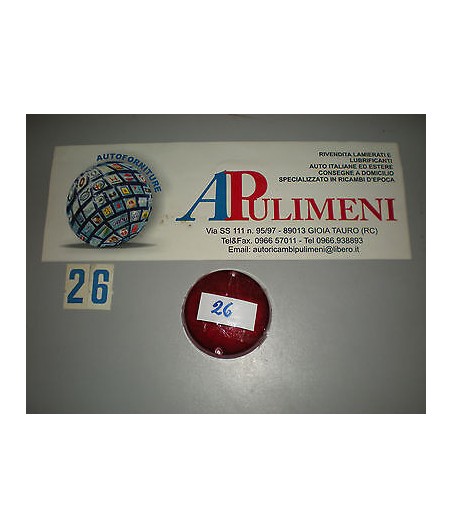 AUTOFORNITURE
APULIMENI
RIVENDITA LAMIERATI E
LUBRIFICANTI
AUTO ITALIANE ED ESTERE
CONSEGNE A DOMICILIO
SPECIALIZZATO IN RICAMBI D'EPOCA
Via SS 111 n. 95/97 - 89013 GIOIA TAURO (RC)
Tel&Fax. 0966 57011 - Tel 0966.938893
Email: autoricambipulimeni@libero.it
26
26